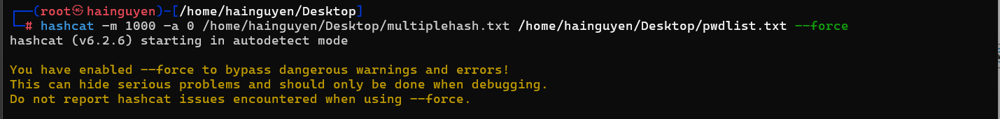 ┌──(root㉿hainguyen)-[/home/hainguyen/Desktop]
└─# hashcat -m 1000 -a 0 /home/hainguyen/Desktop/multiplehash.txt /home/hainguyen/Desktop/pwdlist.txt --force
hashcat (v6.2.6) starting in autodetect mode
You have enabled --force to bypass dangerous warnings and errors!
This can hide serious problems and should only be done when debugging.
Do not report hashcat issues encountered when using --force.